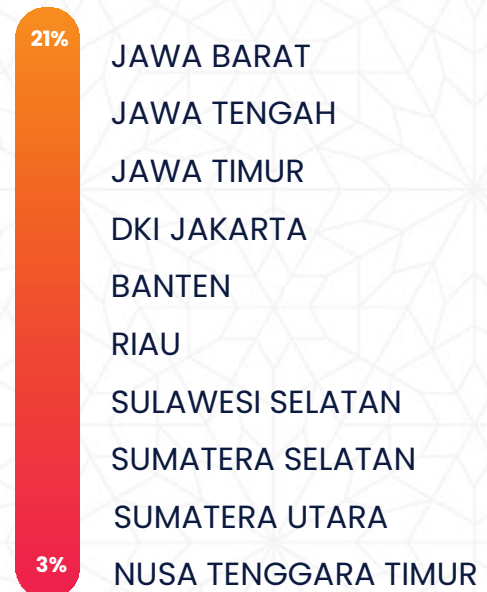 21%
JAWA BARAT
JAWA TENGAH
JAWA TIMUR
DKI JAKARTA
BANTEN
RIAU
SULAWESI SELATAN
SUMATERA SELATAN
SUMATERA UTARA
3%
NUSA TENGGARA TIMUR